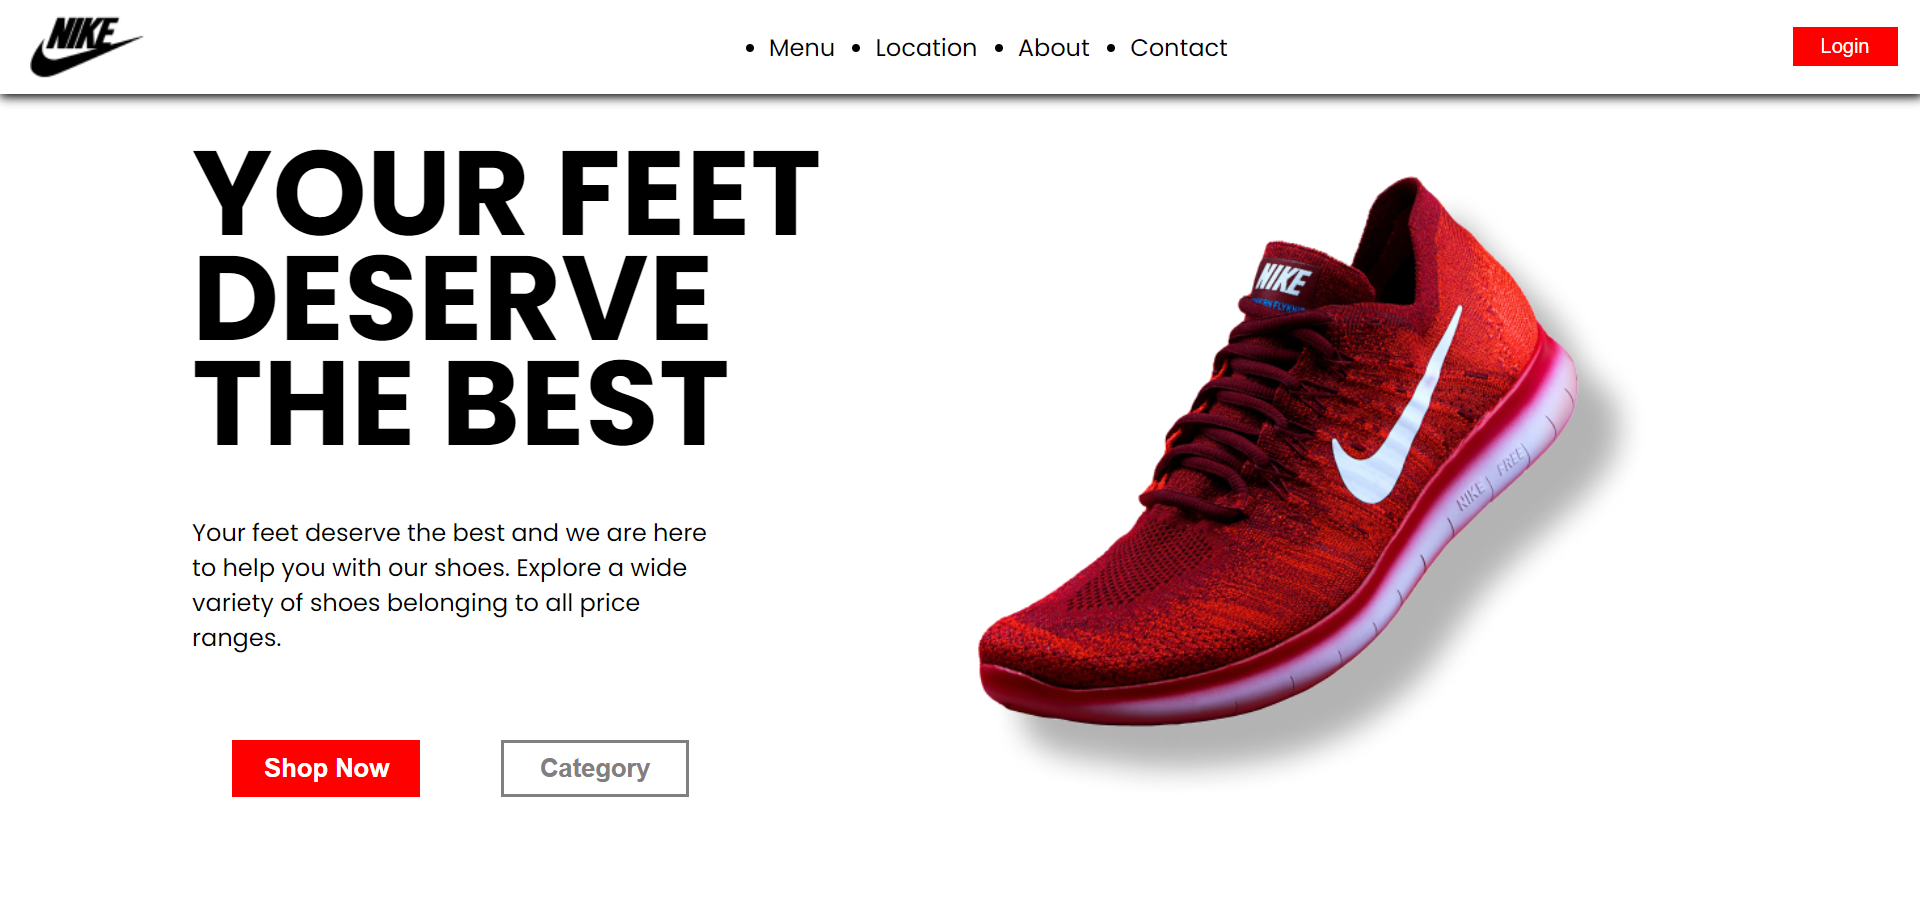 NIKE
Menu
Location
About
Contact
Login
YOUR FEET
DESERVE
THE BEST
Your feet deserve the best and we are here
to help you with our shoes. Explore a wide
variety of shoes belonging to all price
ranges.
Shop Now
Category
NIKE
NIKE FREE